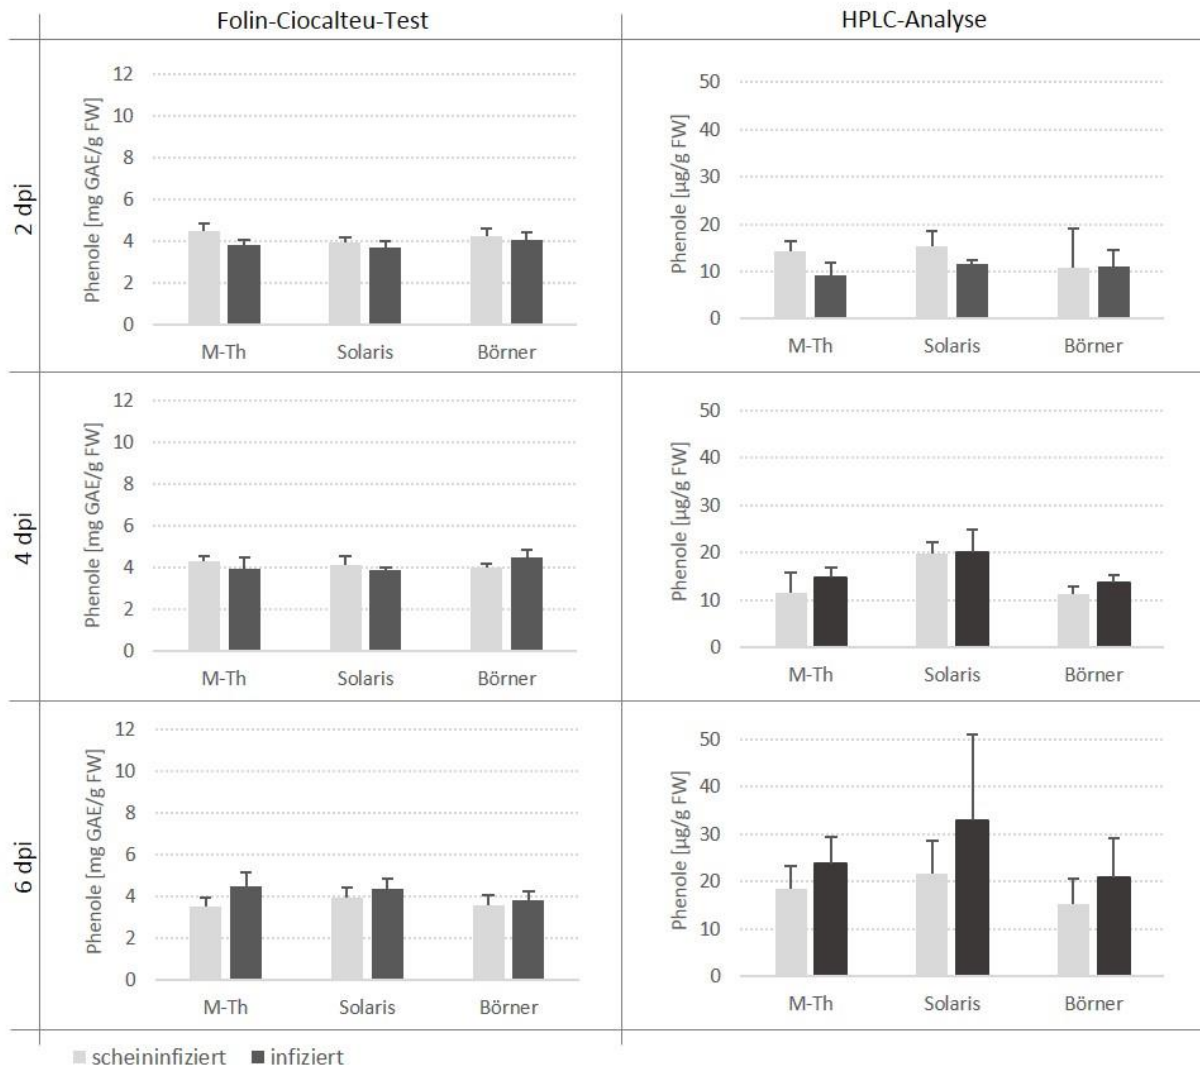 Folin-Ciocalteu-Test
HPLC-Analyse
2 dpi
Phenole [mg GAE/g FW]
12
10
8
6
4
2
0
M-Th Solaris Börner
Phenole [µg/g FW]
50
40
30
20
10
0
M-Th Solaris Börner
4 dpi
Phenole [mg GAE/g FW]
12
10
8
6
4
2
0
M-Th Solaris Börner
Phenole [µg/g FW]
50
40
30
20
10
0
M-Th Solaris Börner
6 dpi
Phenole [mg GAE/g FW]
12
10
8
6
4
2
0
M-Th Solaris Börner
Phenole [µg/g FW]
50
40
30
20
10
0
M-Th Solaris Börner
scheininfiziert infiziert